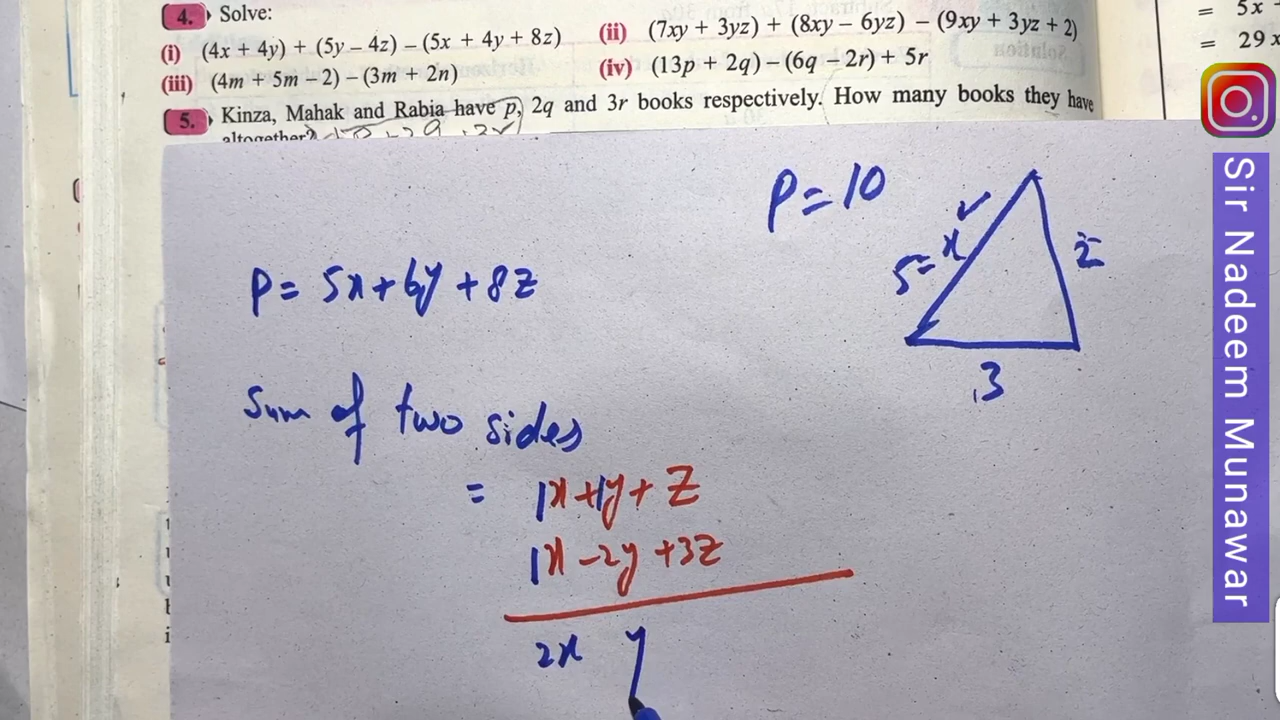 4. Solve:
(i) (4x + 4y) + (5y − 4z) − (5x + 4y + 8z) (ii) (7xy + 3yz) + (8xy − 6yz) − (9xy + 3yz + 2)
(iii) (4m + 5m − 2) − (3m + 2n) (iv) (13p + 2q) − (6q − 2r) + 5r
5. Kinza, Mahak and Rabia have p, 2q and 3r books respectively. How many books they have
altogether?
= 5x
= 29x
P = 10
5 = x
2
3
P = 5x + 6y + 8z
Sum of two sides
= 1x + 1y + z
1x − 2y + 3z
2x y
Sir Nadeem Munawar